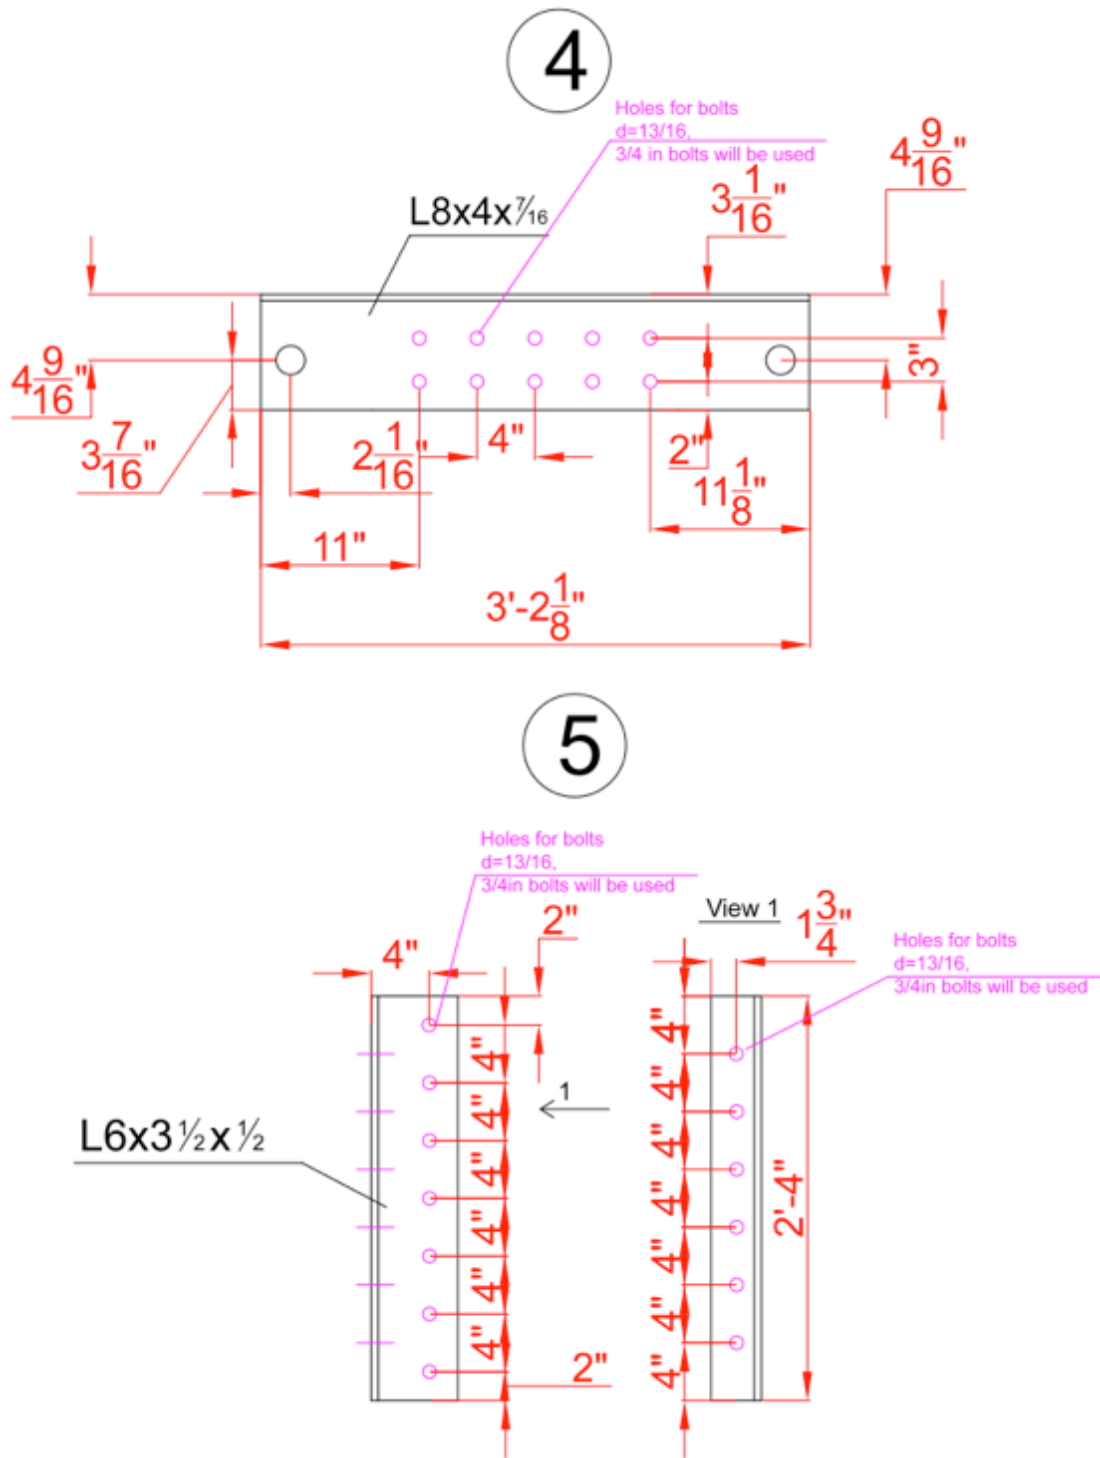 4
Holes for bolts
d=13/16,
3/4 in bolts will be used
4 9/16"
3 1/16"
L8x4x7/16
4 9/16"
3"
3 7/16"
2 1/16"
4"
2"
11 1/8"
11"
3'-2 1/8"
5
Holes for bolts
d=13/16,
3/4in bolts will be used
View 1
1 3/4"
2"
4"
Holes for bolts
d=13/16,
3/4in bolts will be used
4"
4"
4"
4"
4"
4"
2"
1
L6x3 1/2 x 1/2
4"
4"
4"
4"
4"
4"
4"
2'-4"